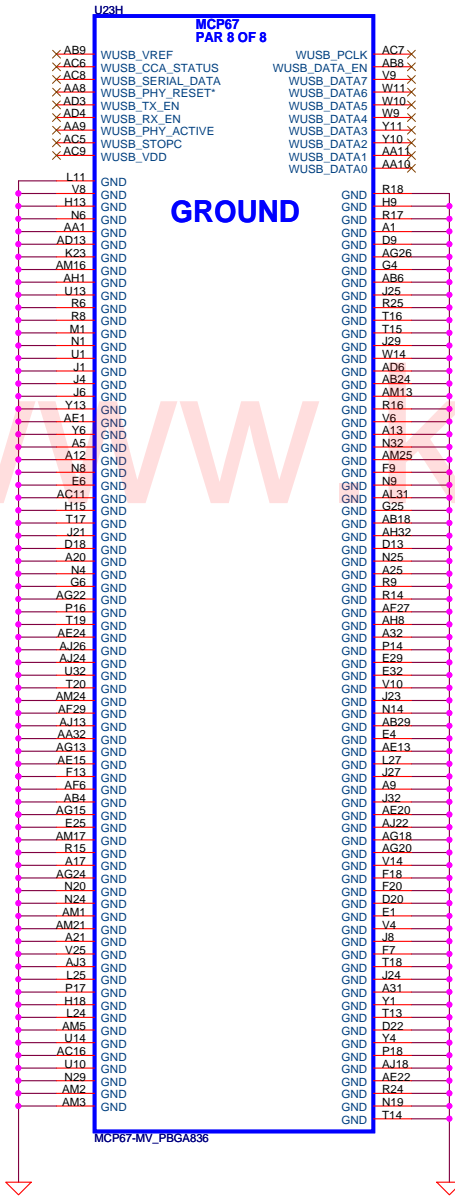 U23H
MCP67
PAR 8 OF 8
AB9 WUSB_VREF WUSB_PCLK AC7
AC6 WUSB_CCA_STATUS WUSB_DATA_EN AB8
AC8 WUSB_SERIAL_DATA WUSB_DATA7 V9
AA8 WUSB_PHY_RESET* WUSB_DATA6 W11
AD3 WUSB_TX_EN WUSB_DATA5 W10
AD4 WUSB_RX_EN WUSB_DATA4 W9
AA9 WUSB_PHY_ACTIVE WUSB_DATA3 Y11
AC5 WUSB_STOPC WUSB_DATA2 Y10
AC9 WUSB_VDD WUSB_DATA1 AA11
WUSB_DATA0 AA10
L11 GND
V8 GND GND R18
H13 GND GND H9
GROUND
N6 GND GND R17
AA1 GND GND A1
AD13 GND GND D9
K23 GND GND AG26
AM16 GND GND G4
AH1 GND GND AB6
U13 GND GND J25
R6 GND GND R25
R8 GND GND T16
M1 GND GND T15
N1 GND GND J29
U1 GND GND W14
J1 GND GND AD6
J4 GND GND AB24
J6 GND GND AM13
Y13 GND GND R16
AE1 GND GND V6
Y6 GND GND A13
A5 GND GND N32
A12 GND GND AM25
N8 GND GND F9
E6 GND GND N9
AC11 GND GND AL31
H15 GND GND G25
T17 GND GND AB18
J21 GND GND AH32
D18 GND GND D13
A20 GND GND N25
N4 GND GND A25
G6 GND GND R9
AG22 GND GND R14
P16 GND GND AF27
T19 GND GND AH8
AE24 GND GND A32
AJ26 GND GND P14
AJ24 GND GND E29
U32 GND GND E32
T20 GND GND V10
AM24 GND GND J23
AF29 GND GND N14
AJ13 GND GND AB29
AA32 GND GND E4
AG13 GND GND AE13
AE15 GND GND L27
F13 GND GND J27
AF6 GND GND A9
AB4 GND GND J32
AG15 GND GND AE20
E25 GND GND AJ22
AM17 GND GND AG18
R15 GND GND AG20
A17 GND GND V14
AG24 GND GND F18
N20 GND GND F20
N24 GND GND D20
AM1 GND GND E1
AM21 GND GND V4
A21 GND GND J8
V25 GND GND F7
AJ3 GND GND T18
L25 GND GND J24
P17 GND GND A31
H18 GND GND Y1
L24 GND GND T13
AM5 GND GND D22
U14 GND GND Y4
AC16 GND GND P18
U10 GND GND AJ18
N29 GND GND AE22
AM2 GND GND R24
AM3 GND GND N19
GND T14
MCP67-MV_PBGA836